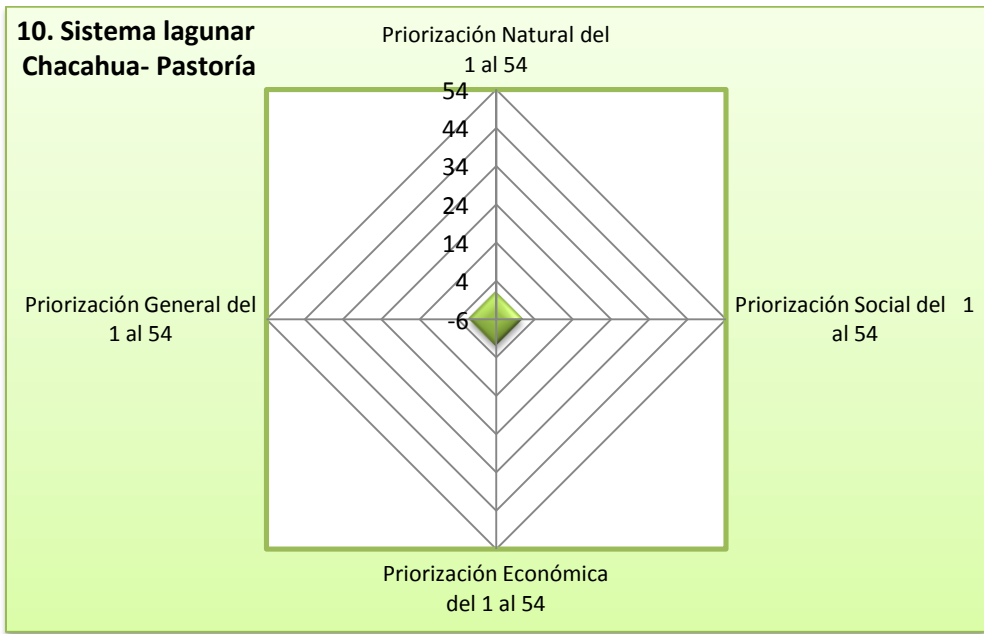 10. Sistema lagunar
Chacahua- Pastoría
Priorización Natural del
1 al 54
54
44
34
24
14
4
-6
Priorización General del
1 al 54
Priorización Social del 1
al 54
Priorización Económica
del 1 al 54